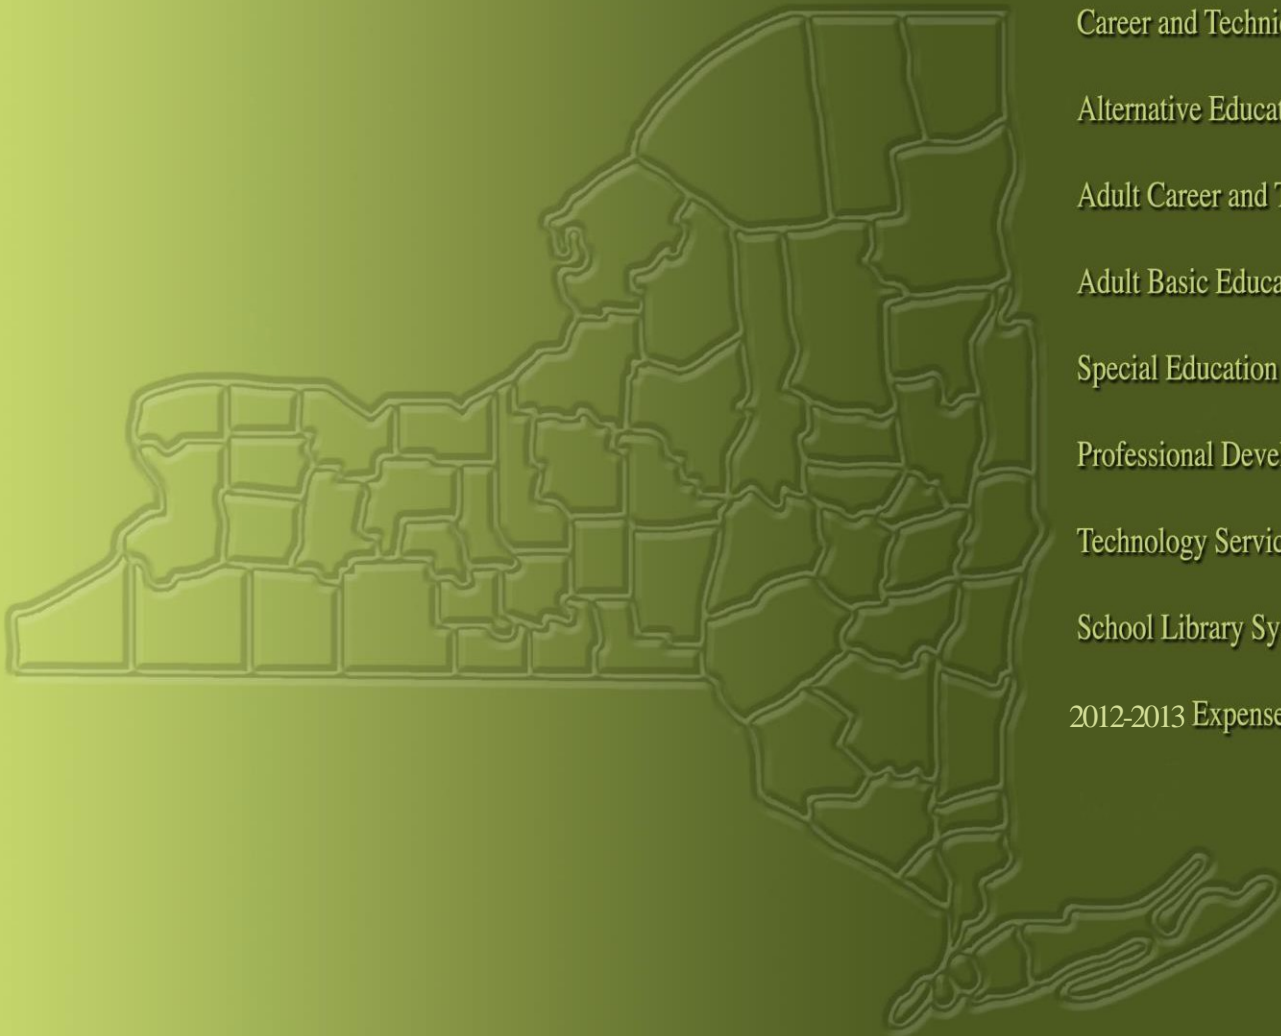 Career and Techni
Alternative Educat
Adult Career and T
Adult Basic Educa
Special Education
Professional Deve
Technology Servic
School Library Sy
2012-2013 Expense